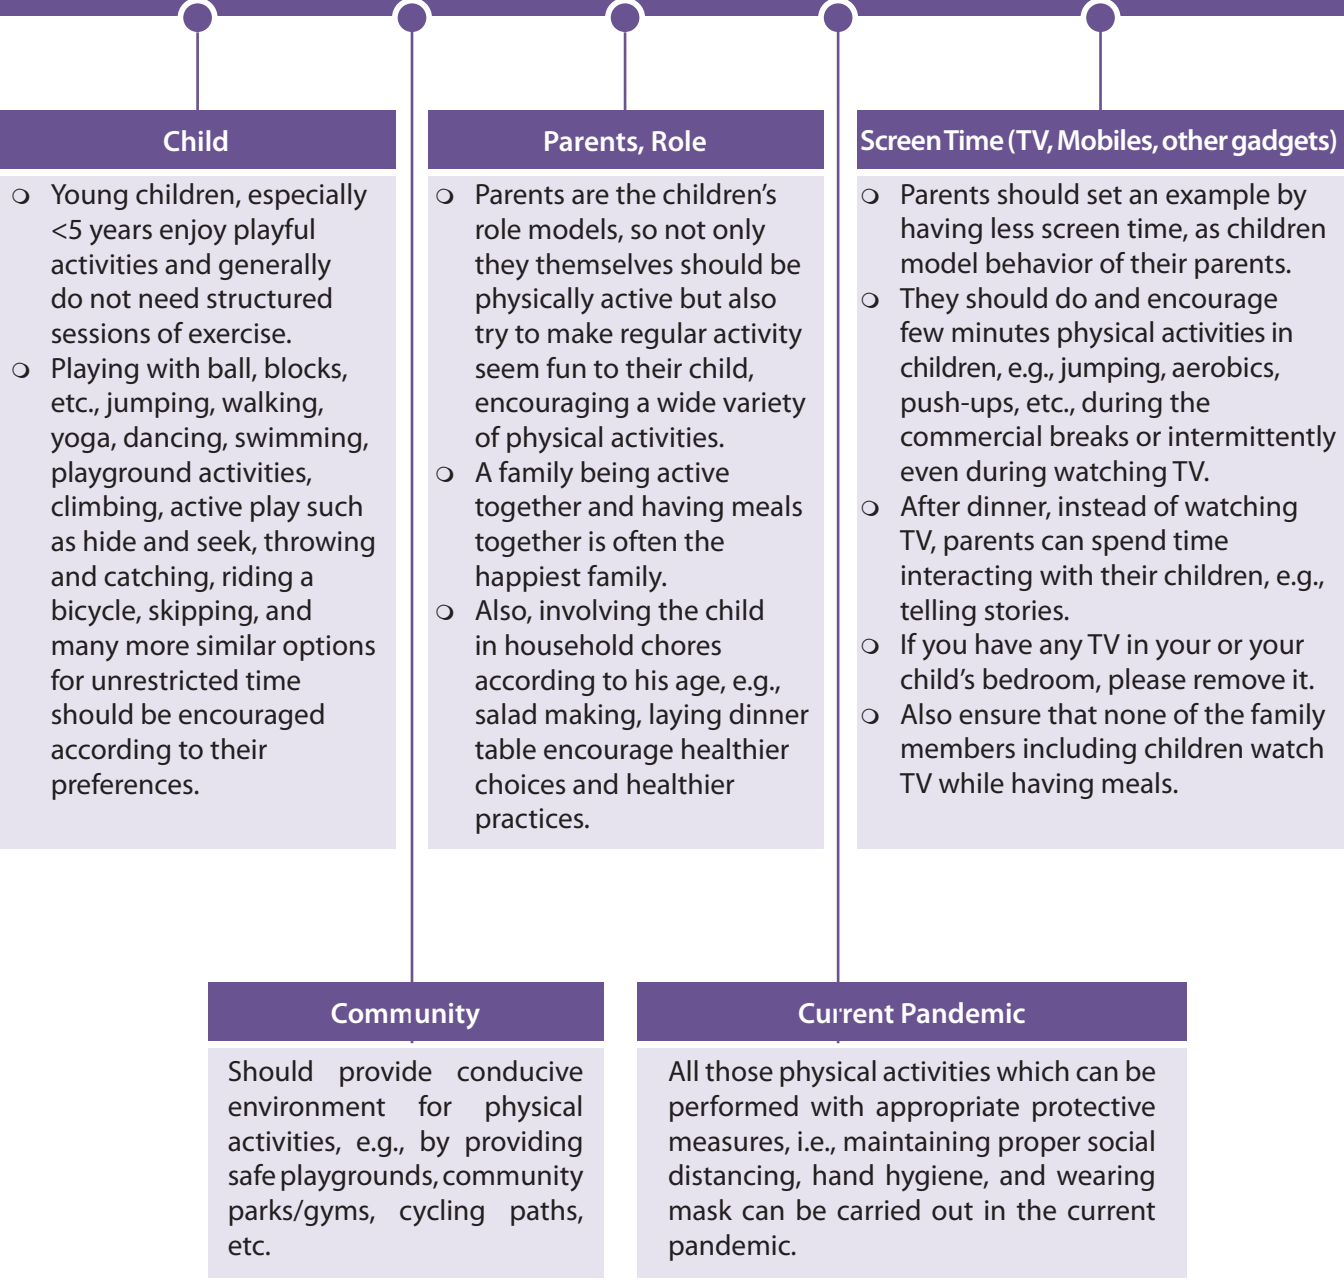 Child
○ Young children, especially
<5 years enjoy playful
activities and generally
do not need structured
sessions of exercise.
○ Playing with ball, blocks,
etc., jumping, walking,
yoga, dancing, swimming,
playground activities,
climbing, active play such
as hide and seek, throwing
and catching, riding a
bicycle, skipping, and
many more similar options
for unrestricted time
should be encouraged
according to their
preferences.
Parents, Role
○ Parents are the children’s
role models, so not only
they themselves should be
physically active but also
try to make regular activity
seem fun to their child,
encouraging a wide variety
of physical activities.
○ A family being active
together and having meals
together is often the
happiest family.
○ Also, involving the child
in household chores
according to his age, e.g.,
salad making, laying dinner
table encourage healthier
choices and healthier
practices.
Screen Time (TV, Mobiles, other gadgets)
○ Parents should set an example by
having less screen time, as children
model behavior of their parents.
○ They should do and encourage
few minutes physical activities in
children, e.g., jumping, aerobics,
push-ups, etc., during the
commercial breaks or intermittently
even during watching TV.
○ After dinner, instead of watching
TV, parents can spend time
interacting with their children, e.g.,
telling stories.
○ If you have any TV in your or your
child’s bedroom, please remove it.
○ Also ensure that none of the family
members including children watch
TV while having meals.
Community
Should provide conducive
environment for physical
activities, e.g., by providing
safe playgrounds, community
parks/gyms, cycling paths,
etc.
Current Pandemic
All those physical activities which can be
performed with appropriate protective
measures, i.e., maintaining proper social
distancing, hand hygiene, and wearing
mask can be carried out in the current
pandemic.